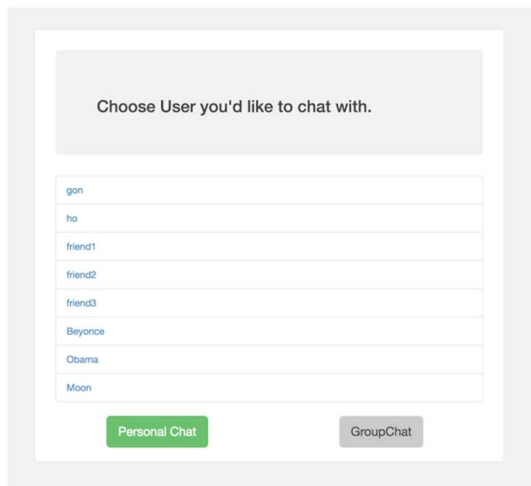 Choose User you'd like to chat with.
gon
ho
friend1
friend2
friend3
Beyonce
Obama
Moon
Personal Chat
GroupChat